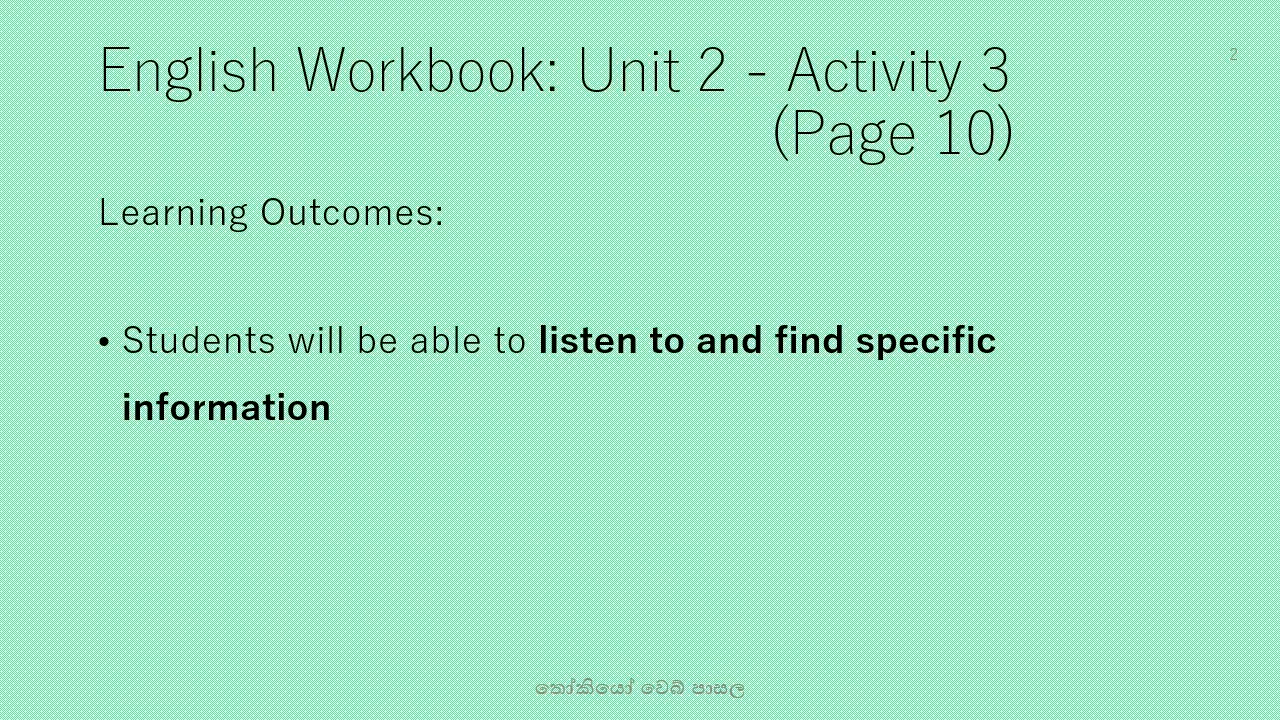 English Workbook: Unit 2 - Activity 3
(Page 10)
2
Learning Outcomes:
• Students will be able to listen to and find specific
information
තෝකියෝ වෙබ් පාසල